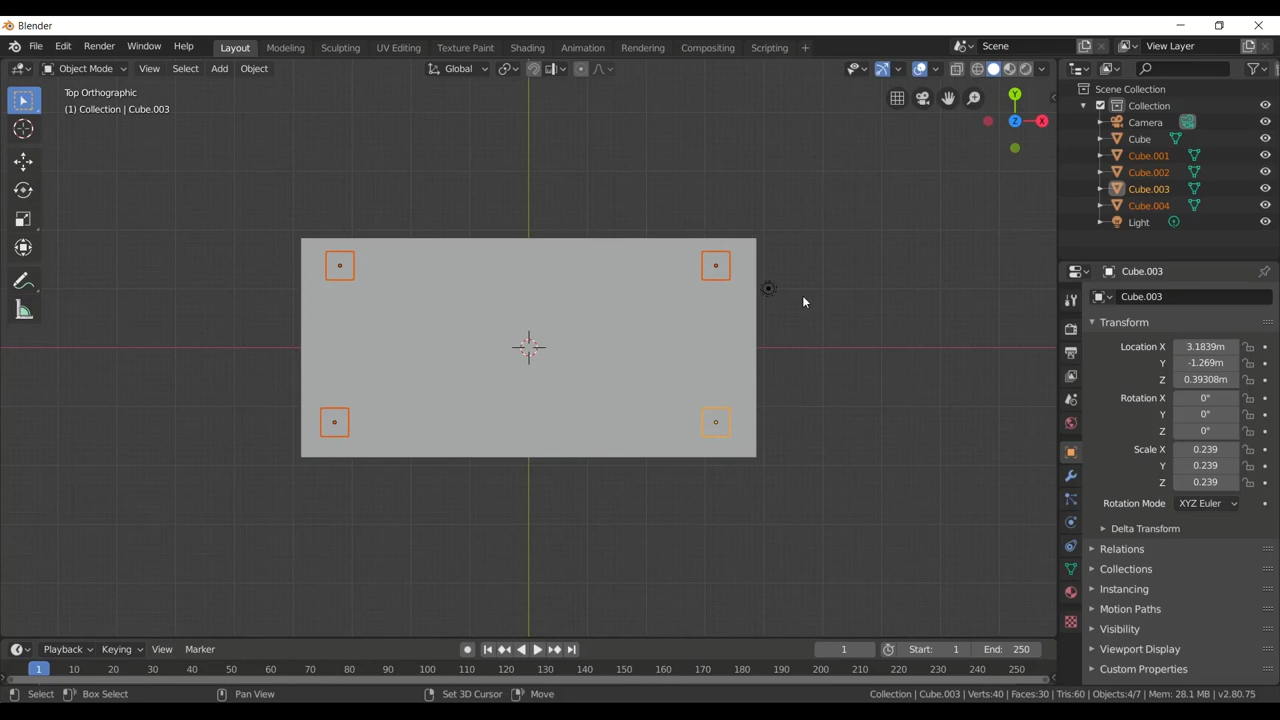 Blender
File Edit Render Window Help Layout Modeling Sculpting UV Editing Texture Paint Shading Animation Rendering Compositing Scripting + Scene View Layer
Object Mode View Select Add Object Global
Top Orthographic
(1) Collection | Cube.003
Y
Z X
Scene Collection
Collection
Camera
Cube
Cube.001
Cube.002
Cube.003
Cube.004
Light
Cube.003
Cube.003
Transform
Location X 3.1839m
Y -1.269m
Z 0.39308m
Rotation X 0°
Y 0°
Z 0°
Scale X 0.239
Y 0.239
Z 0.239
Rotation Mode XYZ Euler
Delta Transform
Relations
Collections
Instancing
Motion Paths
Visibility
Viewport Display
Custom Properties
Playback Keying View Marker 1 Start: 1 End: 250
1 10 20 30 40 50 60 70 80 90 100 110 120 130 140 150 160 170 180 190 200 210 220 230 240 250
Select Box Select Pan View Set 3D Cursor Move Collection | Cube.003 | Verts:40 | Faces:30 | Tris:60 | Objects:4/7 | Mem: 28.1 MB | v2.80.75